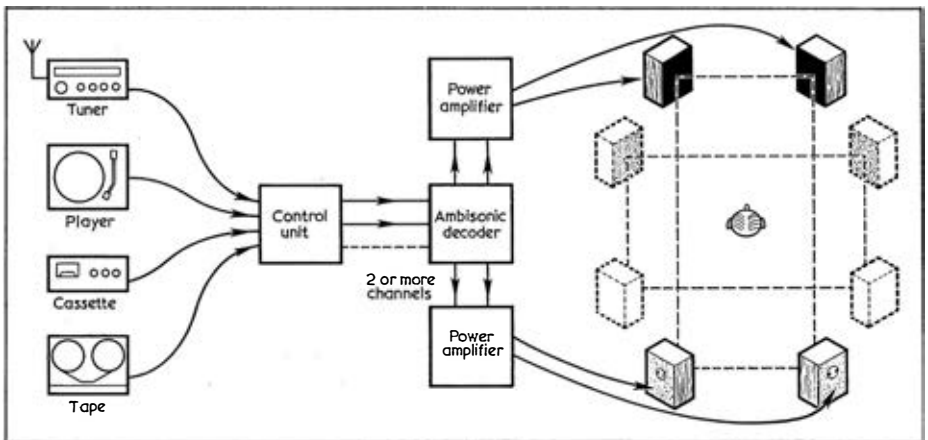 Tuner
Player
Cassette
Tape
Control
unit
2 or more
channels
Power
amplifier
Ambisonic
decoder
Power
amplifier